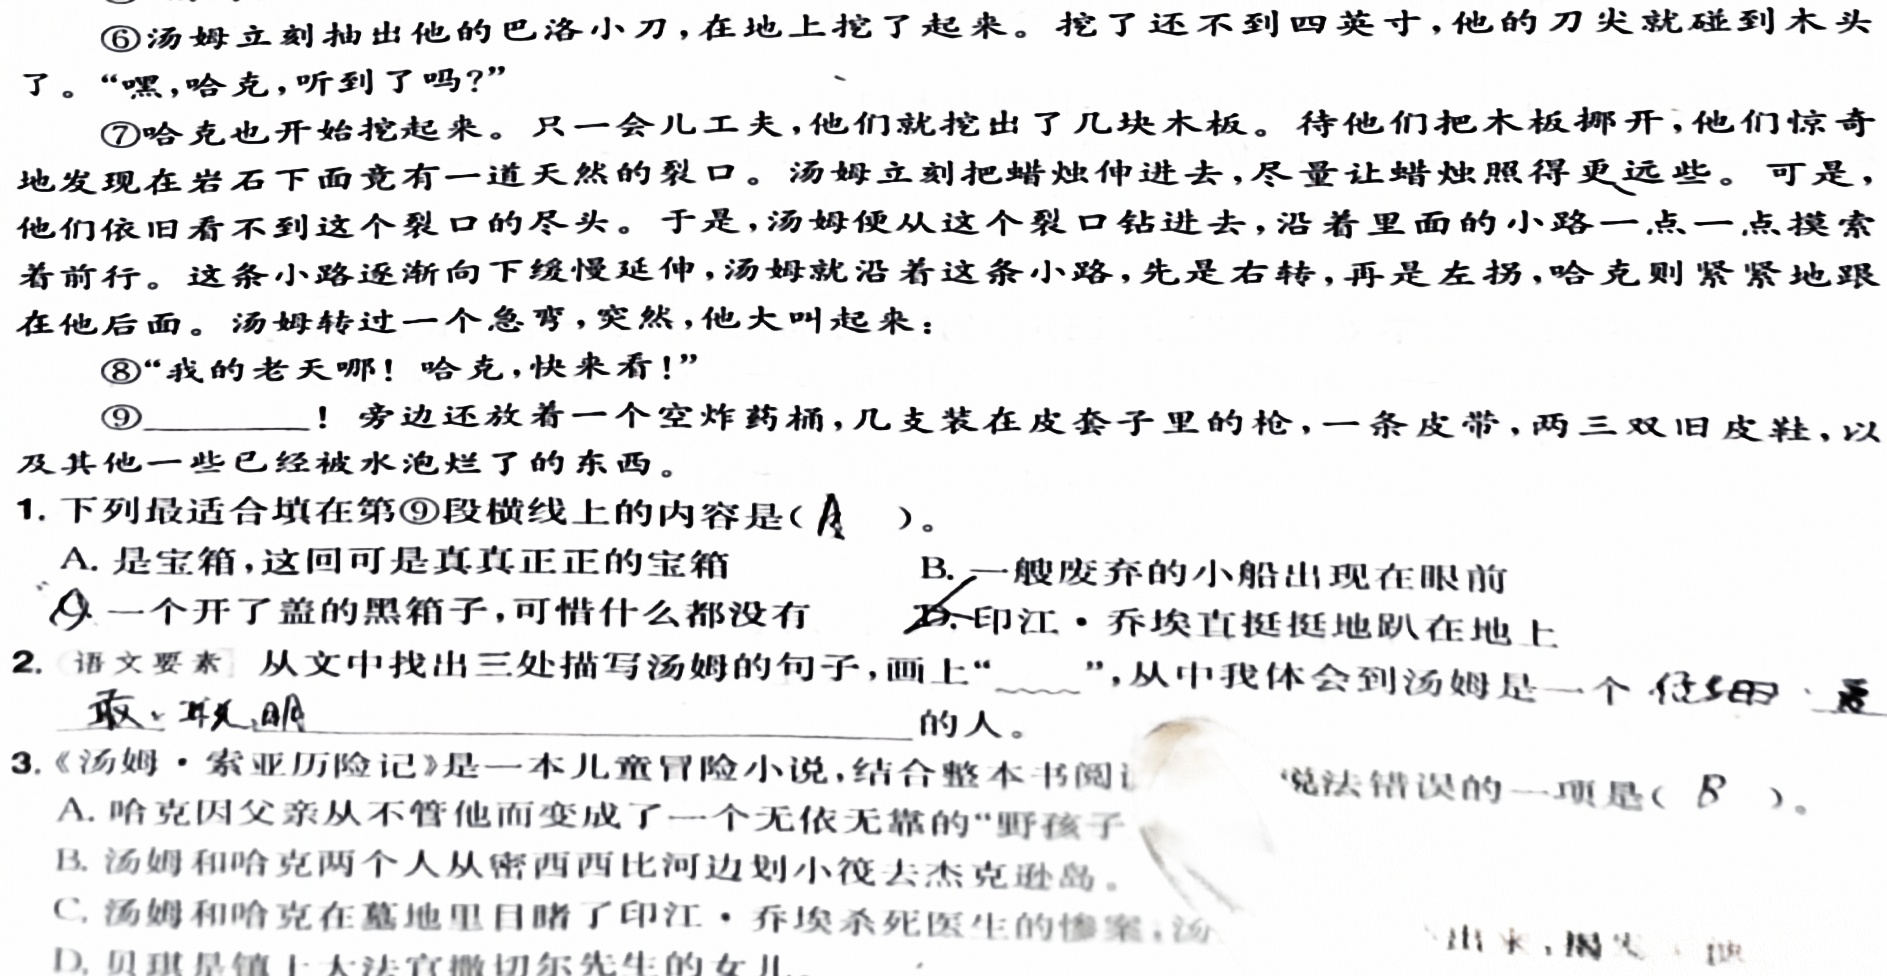 ⑥汤姆立刻抽出他的巴洛小刀，在地上挖了起来。挖了还不到四英寸，他的刀尖就碰到木头
了。“嘿，哈克，听到了吗？”
⑦哈克也开始挖起来。只一会儿工夫，他们就挖出了几块木板。待他们把木板挪开，他们惊奇
地发现在岩石下面竟有一道天然的裂口。汤姆立刻把蜡烛伸进去，尽量让蜡烛照得更远些。可是，
他们依旧看不到这个裂口的尽头。于是，汤姆便从这个裂口钻进去，沿着里面的小路一点一点摸索
着前行。这条小路逐渐向下缓慢延伸，汤姆就沿着这条小路，先是右转，再是左拐，哈克则紧紧地跟
在他后面。汤姆转过一个急弯，突然，他大叫起来：
⑧“我的老天哪！哈克，快来看！”
⑨________！旁边还放着一个空炸药桶，几支装在皮套子里的枪，一条皮带，两三双旧皮鞋，以
及其他一些已经被水泡烂了的东西。
1. 下列最适合填在第⑨段横线上的内容是（ A ）。
A. 是宝箱，这回可是真真正正的宝箱 B. 一艘废弃的小船出现在眼前
一个开了盖的黑箱子，可惜什么都没有 D. 印江·乔埃直挺挺地趴在地上
2. 语文要素 从文中找出三处描写汤姆的句子，画上“﹏﹏”，从中我体会到汤姆是一个
敢、聪明 的人。
3.《汤姆·索亚历险记》是一本儿童冒险小说，结合整本书阅 说法错误的一项是（ B ）。
A. 哈克因父亲从不管他而变成了一个无依无靠的“野孩子
B. 汤姆和哈克两个人从密西西比河边划小筏去杰克逊岛。
C. 汤姆和哈克在墓地里目睹了印江·乔埃杀死医生的惨案，汤 出来，
D. 贝琪是镇上大法官撒切尔先生的女儿。